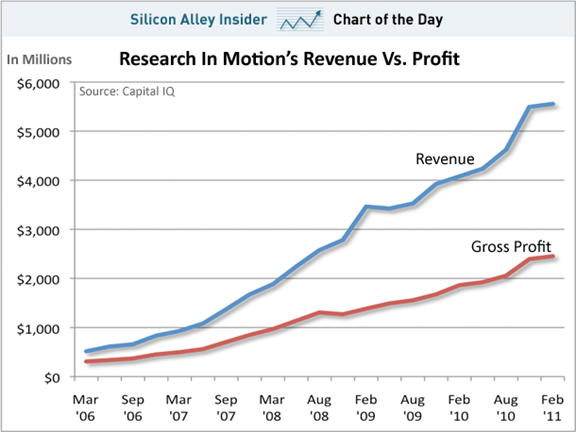 Silicon Alley Insider Chart of the Day
In Millions
Research In Motion's Revenue Vs. Profit
$6,000
Source: Capital IQ
$5,000
Revenue
$4,000
$3,000
Gross Profit
$2,000
$1,000
$0
Mar Sep Mar Sep Mar Aug Feb Aug Feb Aug Feb
'06 '06 '07 '07 '08 '08 '09 '09 '10 '10 '11